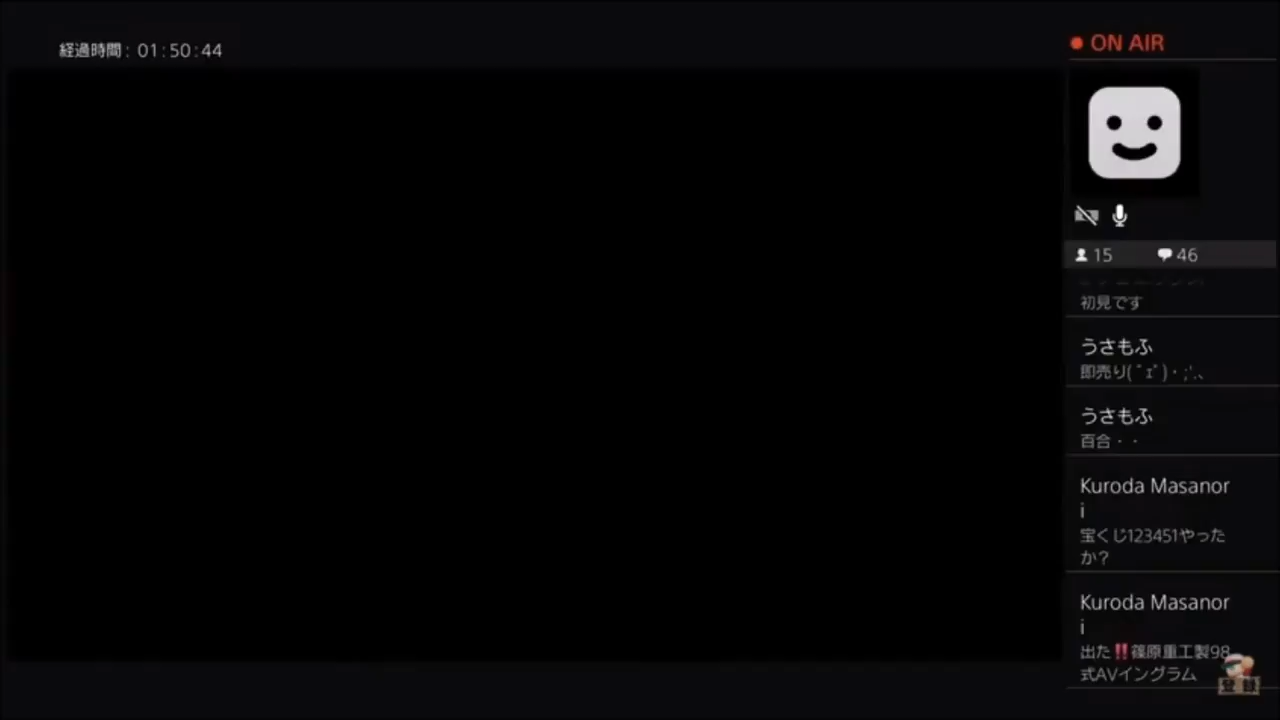 経過時間: 01:50:44
ON AIR
15 46
初見です
うさもふ
即売り( ﾞｪﾟ)・;'.､
うさもふ
百合・・
Kuroda Masanor
i
宝くじ123451やった
か？
Kuroda Masanor
i
出た‼篠原重工製98
式AVイングラム
登録